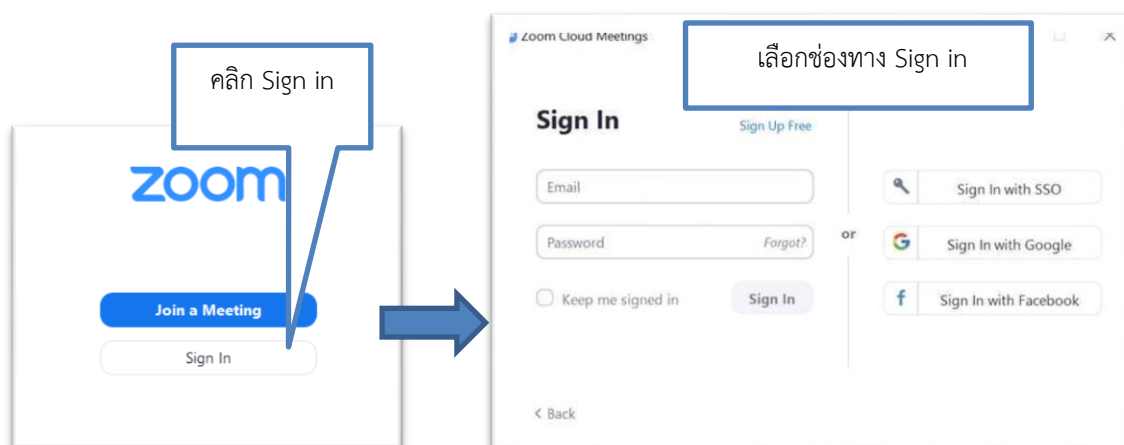 คลิก Sign in
zoom
Join a Meeting
Sign In
Zoom Cloud Meetings
เลือกช่องทาง Sign in
Sign In
Sign Up Free
Email
Password
Forgot?
Keep me signed in
Sign In
or
Sign In with SSO
Sign In with Google
Sign In with Facebook
< Back